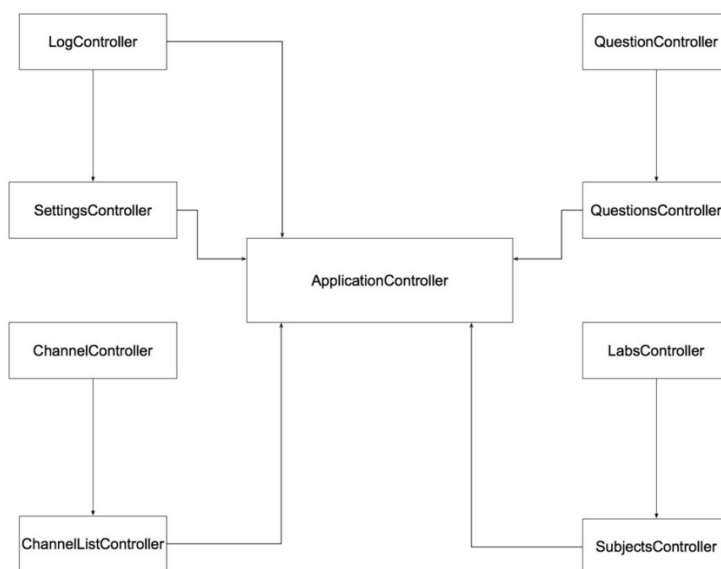 LogController
QuestionController
SettingsController
QuestionsController
ApplicationController
ChannelController
LabsController
ChannelListController
SubjectsController